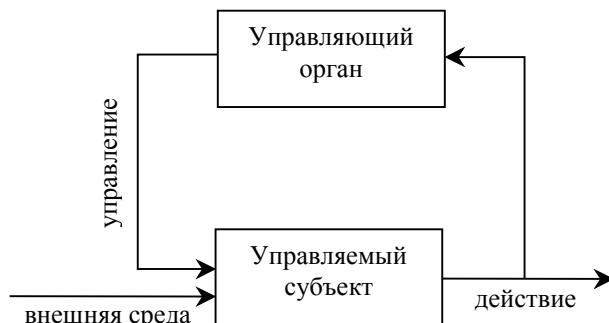 Управляющий
орган
управление
Управляемый
субъект
внешняя среда
действие